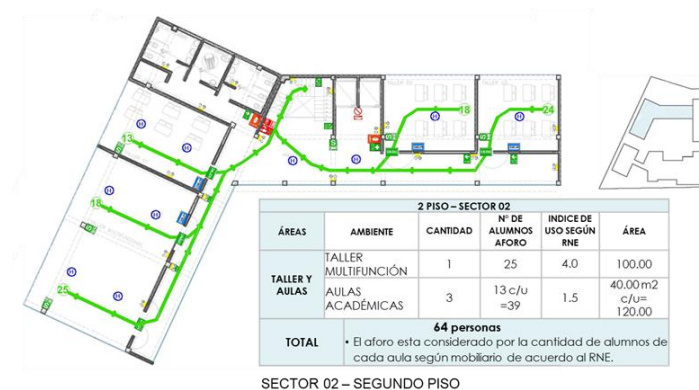 18
24
13
18
25
2 PISO – SECTOR 02
ÁREAS
AMBIENTE
CANTIDAD
N° DE
ALUMNOS
AFORO
INDICE DE
USO SEGÚN
RNE
ÁREA
TALLER Y
AULAS
TALLER
MULTIFUNCIÓN
1
25
4.0
100.00
AULAS
ACADÉMICAS
3
13 c/u
=39
1.5
40.00 m2
c/u=
120.00
TOTAL
64 personas
• El aforo esta considerado por la cantidad de alumnos de
cada aula según mobiliario de acuerdo al RNE.
SECTOR 02 – SEGUNDO PISO